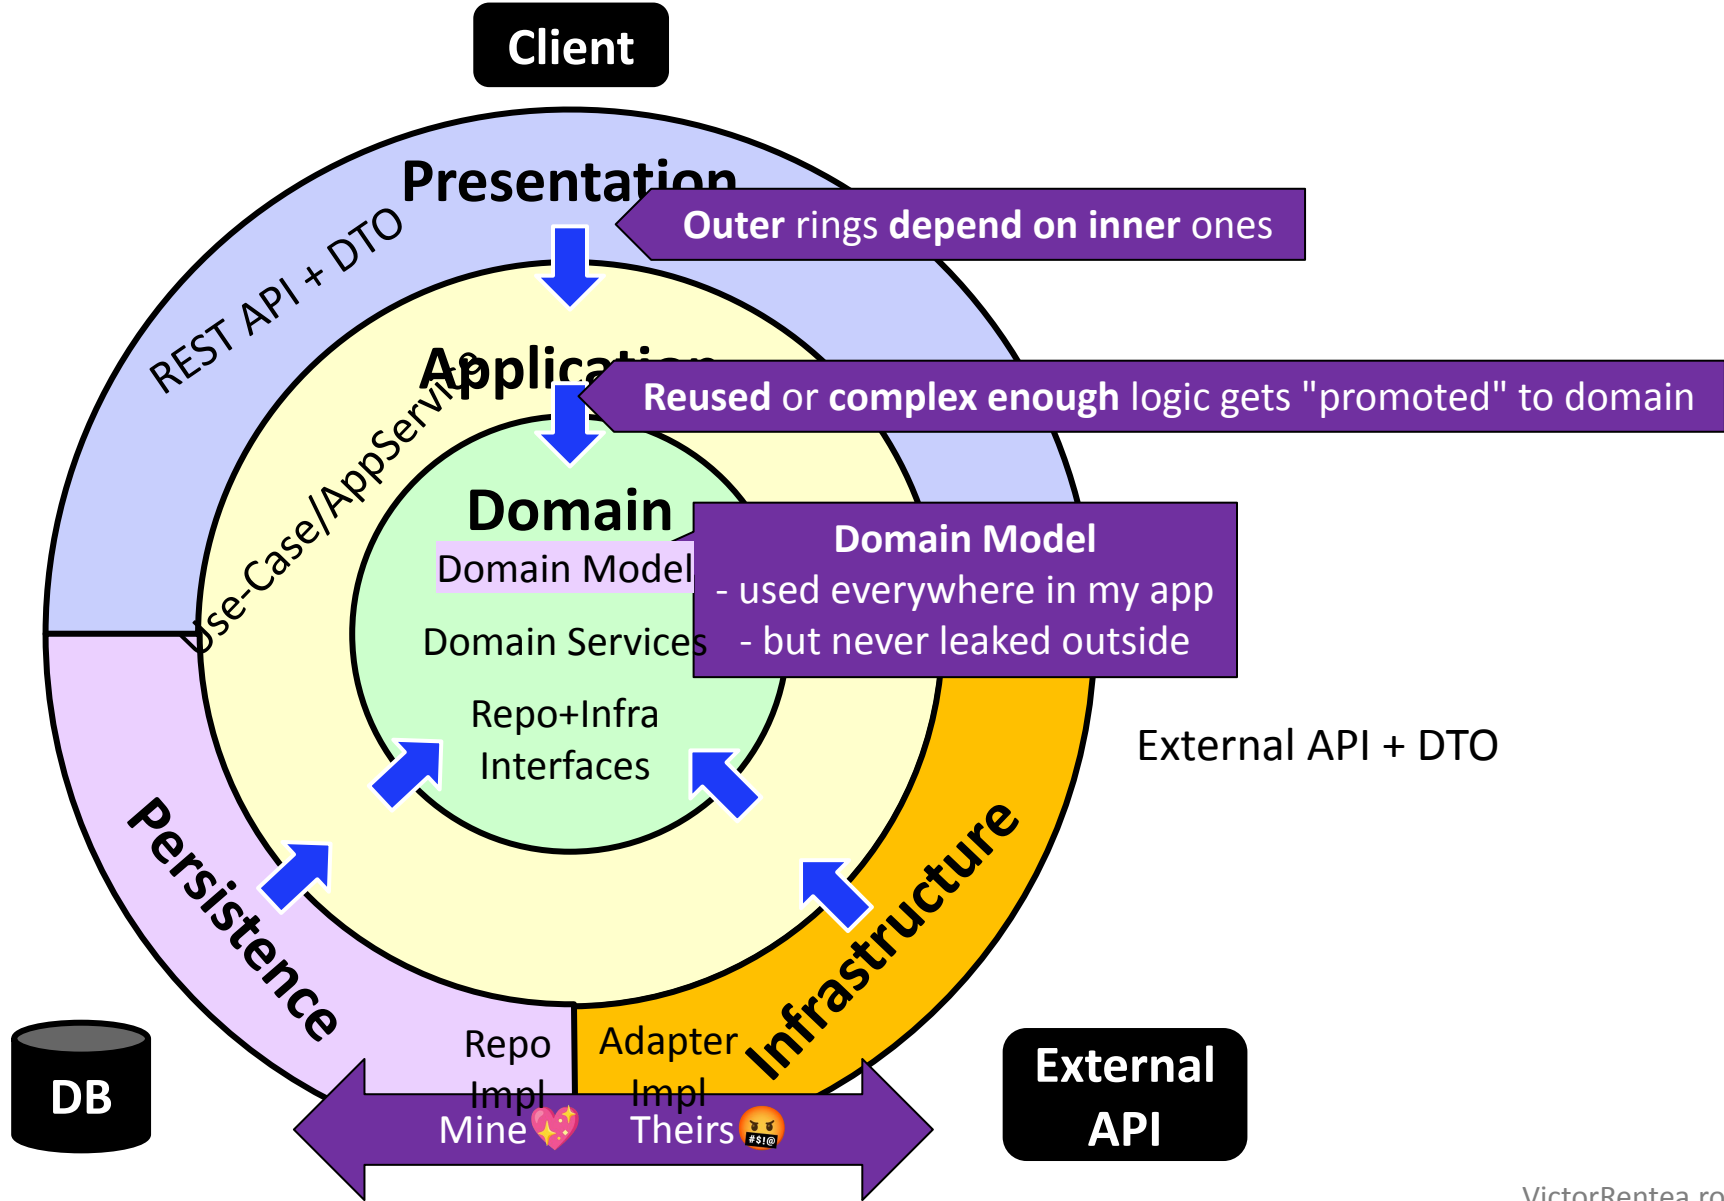 Client
Presentation
REST API + DTO
Outer rings depend on inner ones
Application
Use-Case/AppService
Reused or complex enough logic gets "promoted" to domain
Domain
Domain Model
Domain Services
Repo+Infra
Interfaces
Domain Model
- used everywhere in my app
- but never leaked outside
External API + DTO
Persistence
Infrastructure
Repo
Impl
Adapter
Impl
Mine💖
Theirs🤬
DB
External
API
VictorRentea.ro